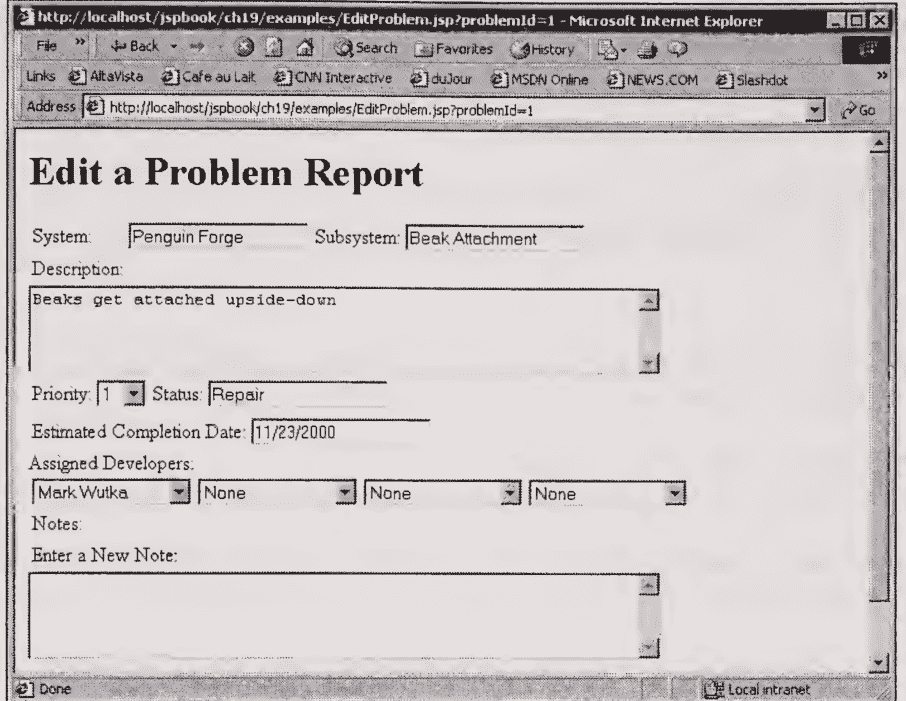 http://localhost/jspbook/ch19/examples/EditProblem.jsp?problemId=1 - Microsoft Internet Explorer
File » Back Search Favorites History
Links AltaVista Cafe au Lait CNN Interactive duJour MSDN Online NEWS.COM Slashdot »
Address http://localhost/jspbook/ch19/examples/EditProblem.jsp?problemId=1 Go
Edit a Problem Report
System: Penguin Forge Subsystem: Beak Attachment
Description:
Beaks get attached upside-down
Priority: 1 Status: Repair
Estimated Completion Date: 11/23/2000
Assigned Developers:
Mark Wutka None None None
Notes:
Enter a New Note:
Done Local intranet